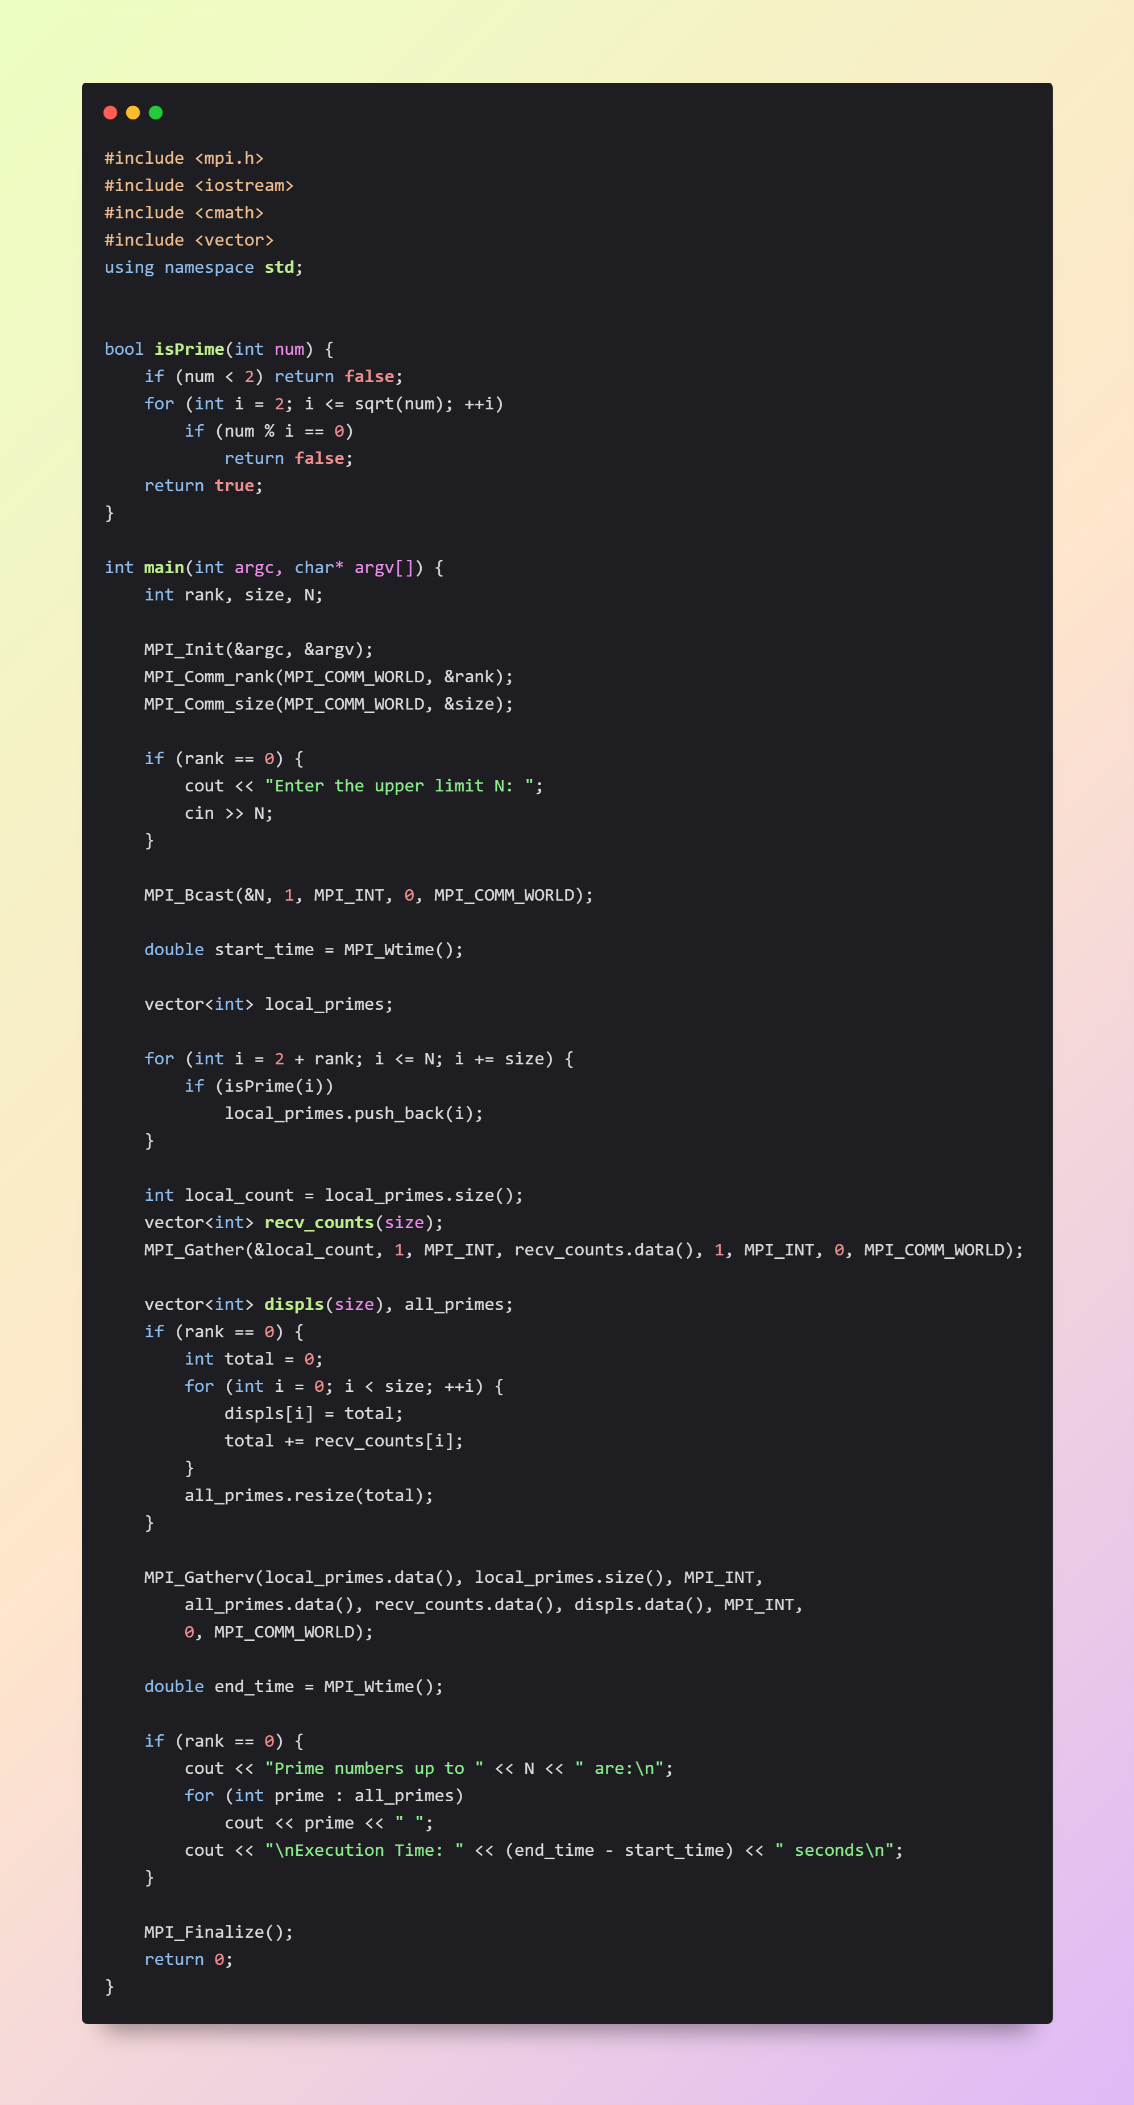 #include <mpi.h>
#include <iostream>
#include <cmath>
#include <vector>
using namespace std;


bool isPrime(int num) {
    if (num < 2) return false;
    for (int i = 2; i <= sqrt(num); ++i)
        if (num % i == 0)
            return false;
    return true;
}

int main(int argc, char* argv[]) {
    int rank, size, N;

    MPI_Init(&argc, &argv);
    MPI_Comm_rank(MPI_COMM_WORLD, &rank);
    MPI_Comm_size(MPI_COMM_WORLD, &size);

    if (rank == 0) {
        cout << "Enter the upper limit N: ";
        cin >> N;
    }

    MPI_Bcast(&N, 1, MPI_INT, 0, MPI_COMM_WORLD);

    double start_time = MPI_Wtime();

    vector<int> local_primes;

    for (int i = 2 + rank; i <= N; i += size) {
        if (isPrime(i))
            local_primes.push_back(i);
    }

    int local_count = local_primes.size();
    vector<int> recv_counts(size);
    MPI_Gather(&local_count, 1, MPI_INT, recv_counts.data(), 1, MPI_INT, 0, MPI_COMM_WORLD);

    vector<int> displs(size), all_primes;
    if (rank == 0) {
        int total = 0;
        for (int i = 0; i < size; ++i) {
            displs[i] = total;
            total += recv_counts[i];
        }
        all_primes.resize(total);
    }

    MPI_Gatherv(local_primes.data(), local_primes.size(), MPI_INT,
        all_primes.data(), recv_counts.data(), displs.data(), MPI_INT,
        0, MPI_COMM_WORLD);

    double end_time = MPI_Wtime();

    if (rank == 0) {
        cout << "Prime numbers up to " << N << " are:\n";
        for (int prime : all_primes)
            cout << prime << " ";
        cout << "\nExecution Time: " << (end_time - start_time) << " seconds\n";
    }

    MPI_Finalize();
    return 0;
}